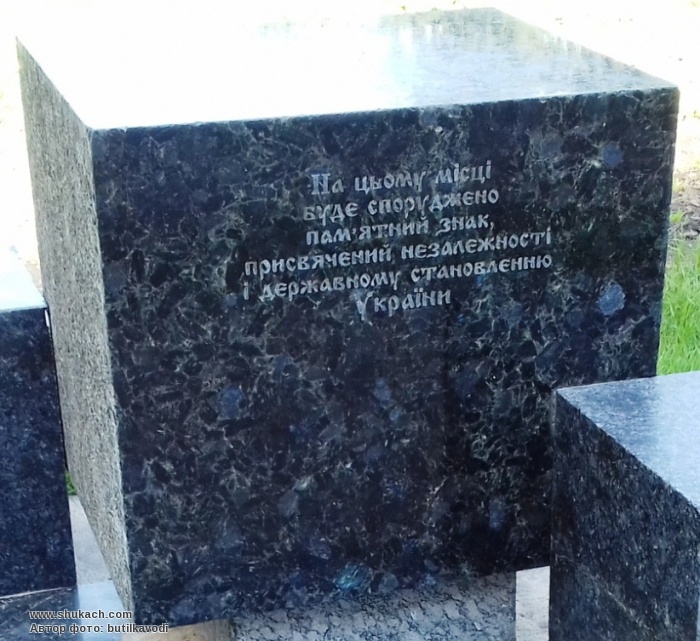 На цьому місці
буде споруджено
пам'ятний знак,
присвячений незалежності
і державному становленню
України
www.shukach.com
Автор фото: butilkavodi